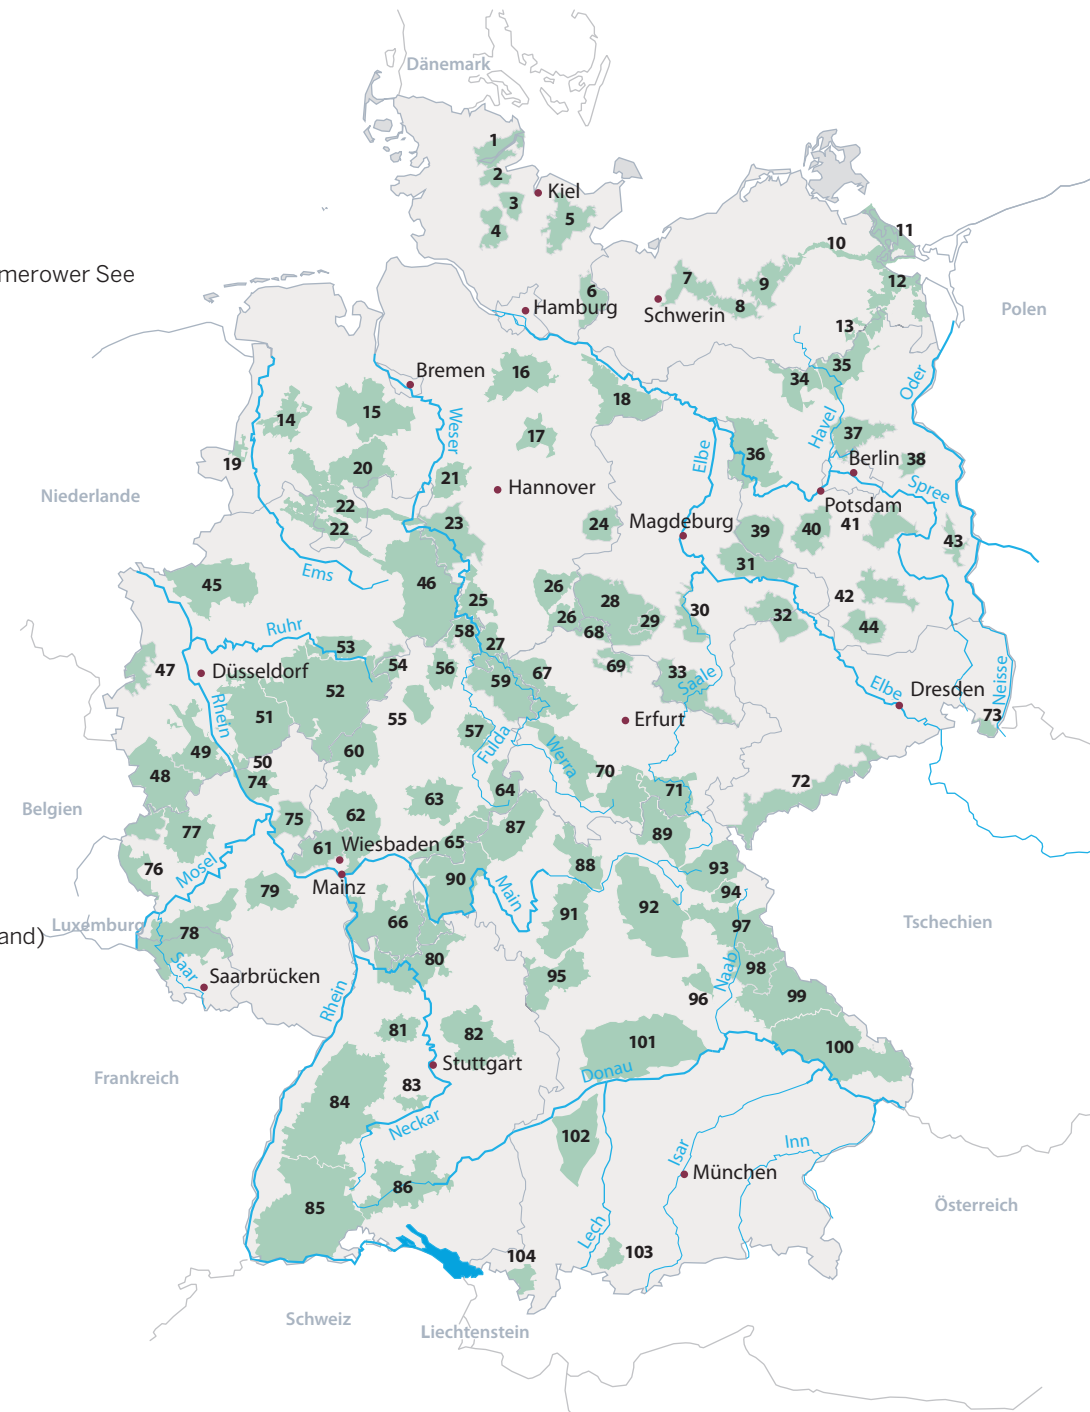 Dänemark
1
2
Kiel
3
5
4
11
10
merower See
7
9
12
6
8
Schwerin
Hamburg
Polen
13
35
34
Oder
Bremen
16
18
14
15
Weser
Havel
37
17
Elbe
36
Berlin
38
19
20
21
Spree
Niederlande
Hannover
22
Potsdam
22
23
24
Magdeburg
39
40
41
43
31
Ems
45
46
26
28
25
26
29
30
42
32
44
Ruhr
58
27
68
53
54
56
47
Düsseldorf
59
67
69
33
Saale
Neisse
52
Elbe
Dresden
Rhein
51
55
Erfurt
73
57
49
60
Fulda
Werra
50
48
74
70
72
64
71
63
Belgien
75
62
77
87
89
61
Wiesbaden
65
76
Mosel
88
93
Mainz
90
79
Main
94
92
91
66
Luxemburg
and)
78
97
Tschechien
80
Saar
Saarbrücken
95
Naab
98
96
99
Rhein
81
82
101
100
Stuttgart
Donau
Frankreich
83
84
Neckar
102
Isar
Inn
München
86
85
Österreich
Lech
104
103
Schweiz
Liechtenstein